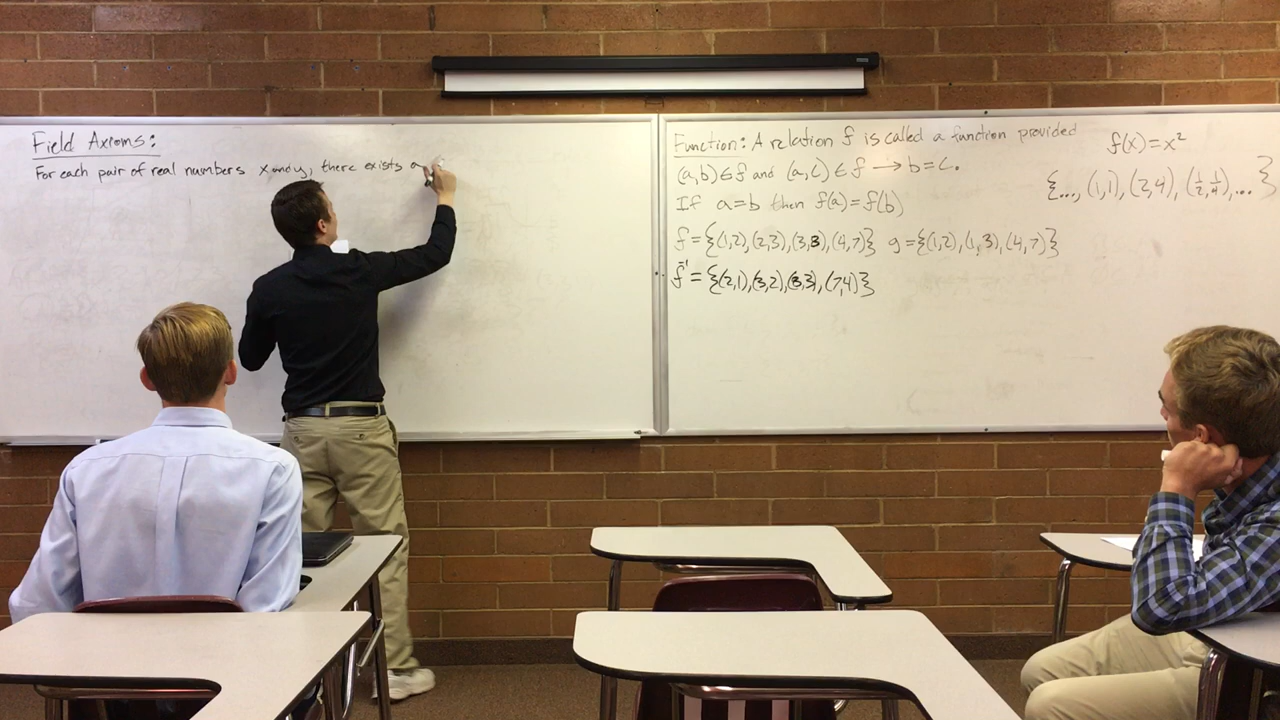 Field Axioms:
For each pair of real numbers x and y, there exists a
Function: A relation f is called a function provided
(a,b) ∈ f and (a,c) ∈ f → b = c.
If a = b then f(a) = f(b)
f = {(1,2), (2,3), (3,8), (4,7)} g = {(1,2), (1,3), (4,7)}
f⁻¹ = {(2,1), (3,2), (8,3), (7,4)}
f(x) = x²
{..., (1,1), (2,4), (1/2, 1/4), ... }